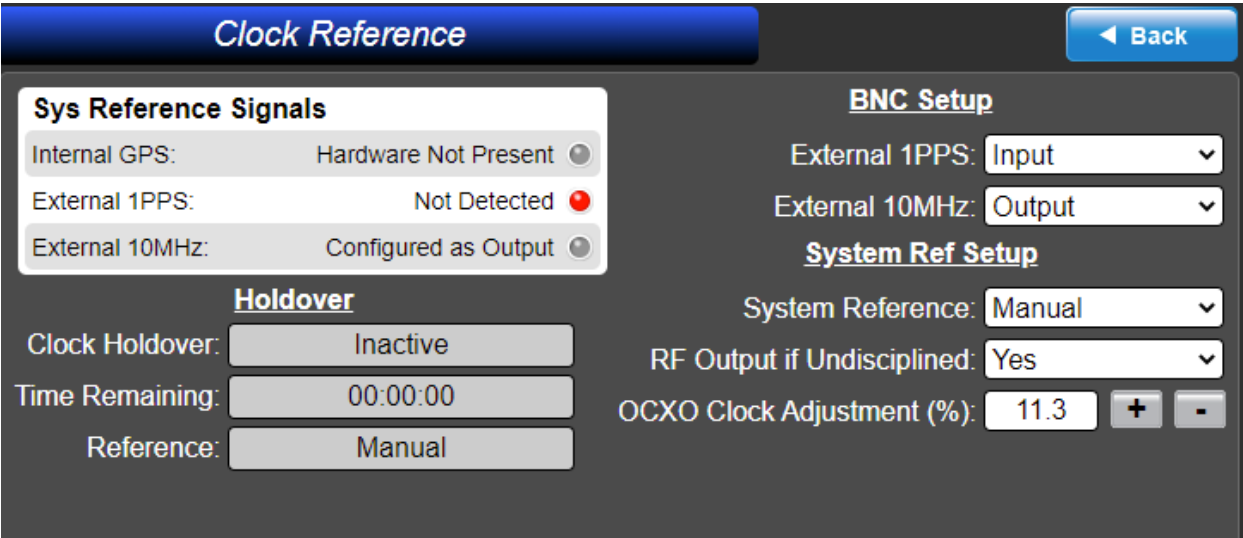 Clock Reference
◄ Back
Sys Reference Signals
Internal GPS: Hardware Not Present
External 1PPS: Not Detected
External 10MHz: Configured as Output
Holdover
Clock Holdover: Inactive
Time Remaining: 00:00:00
Reference: Manual
BNC Setup
External 1PPS: Input
External 10MHz: Output
System Ref Setup
System Reference: Manual
RF Output if Undisciplined: Yes
OCXO Clock Adjustment (%): 11.3 + -